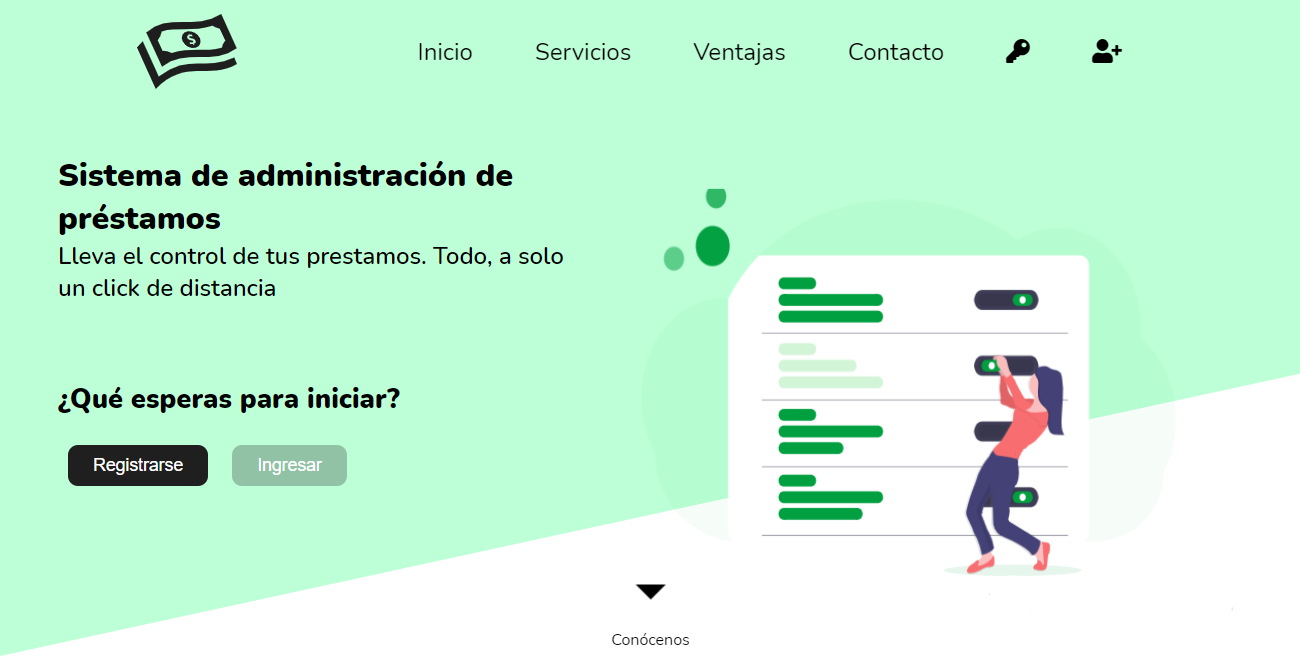 $
Inicio Servicios Ventajas Contacto
Sistema de administración de
préstamos
Lleva el control de tus prestamos. Todo, a solo
un click de distancia
¿Qué esperas para iniciar?
Registrarse Ingresar
Conócenos